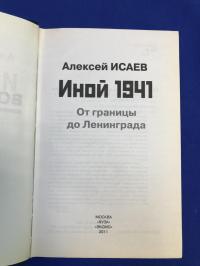 Алексей ИСАЕВ
Иной 1941
От границы
до Ленинграда
МОСКВА
«ЯУЗА»
«ЭКСМО»
2011